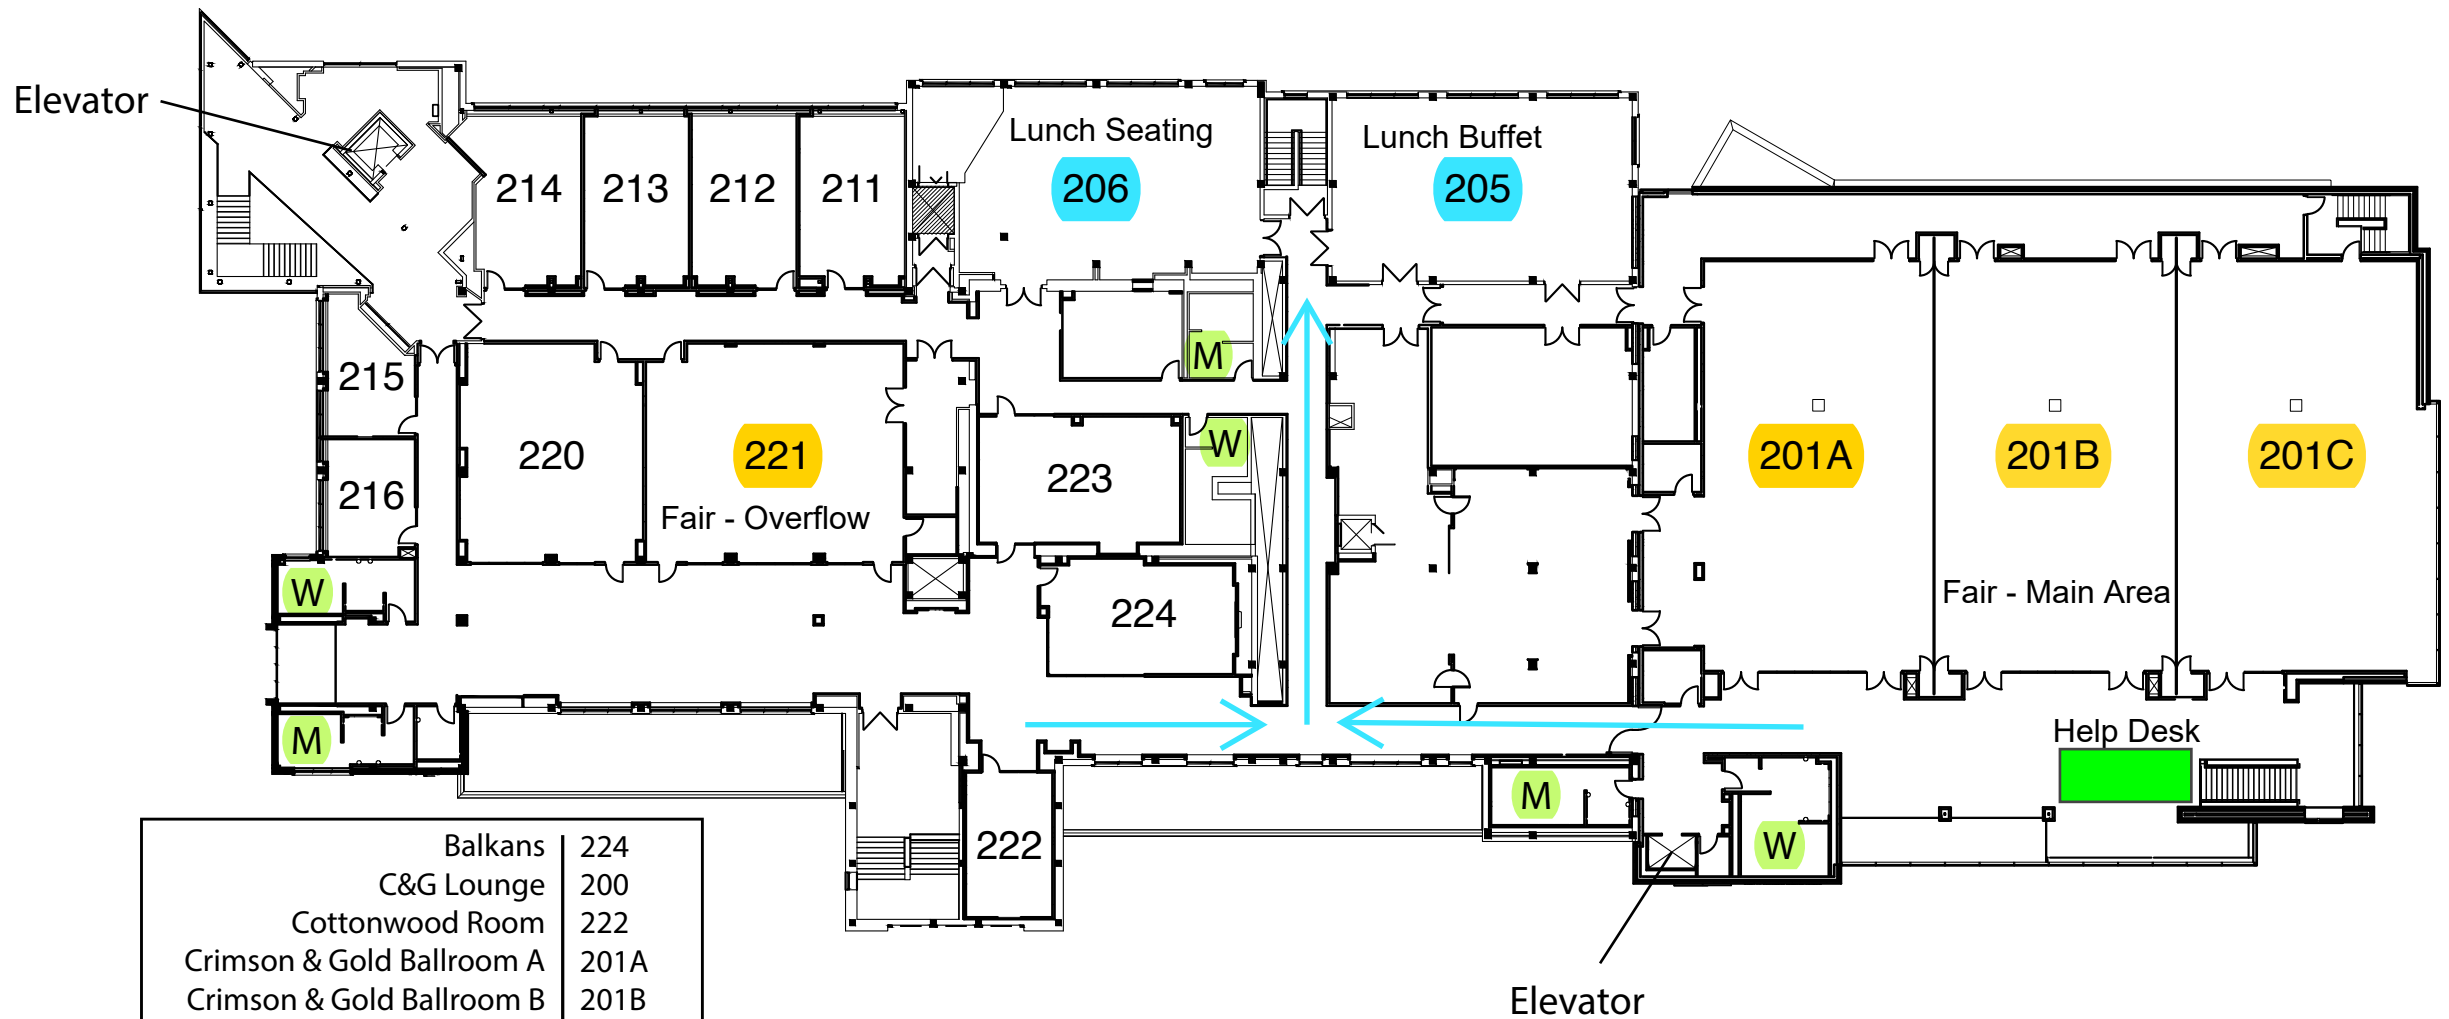 Elevator
Lunch Seating
Lunch Buffet
214
213
212
211
206
205
215
M
216
220
221
Fair - Overflow
223
W
201A
201B
201C
Fair - Main Area
W
224
M
Help Desk
222
M
W
Balkans 224
C&G Lounge 200
Cottonwood Room 222
Crimson & Gold Ballroom A 201A
Crimson & Gold Ballroom B 201B
Elevator